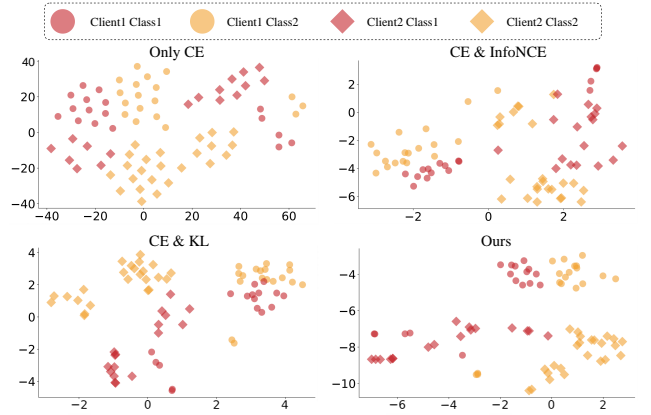 Client1 Class1 Client1 Class2 Client2 Class1 Client2 Class2
Only CE
40
20
0
−20
−40
−40 −20 0 20 40 60
CE & InfoNCE
2
0
−2
−4
−6
−2 0 2
CE & KL
4
2
0
−2
−4
−2 0 2 4
Ours
−4
−6
−8
−10
−6 −4 −2 0 2